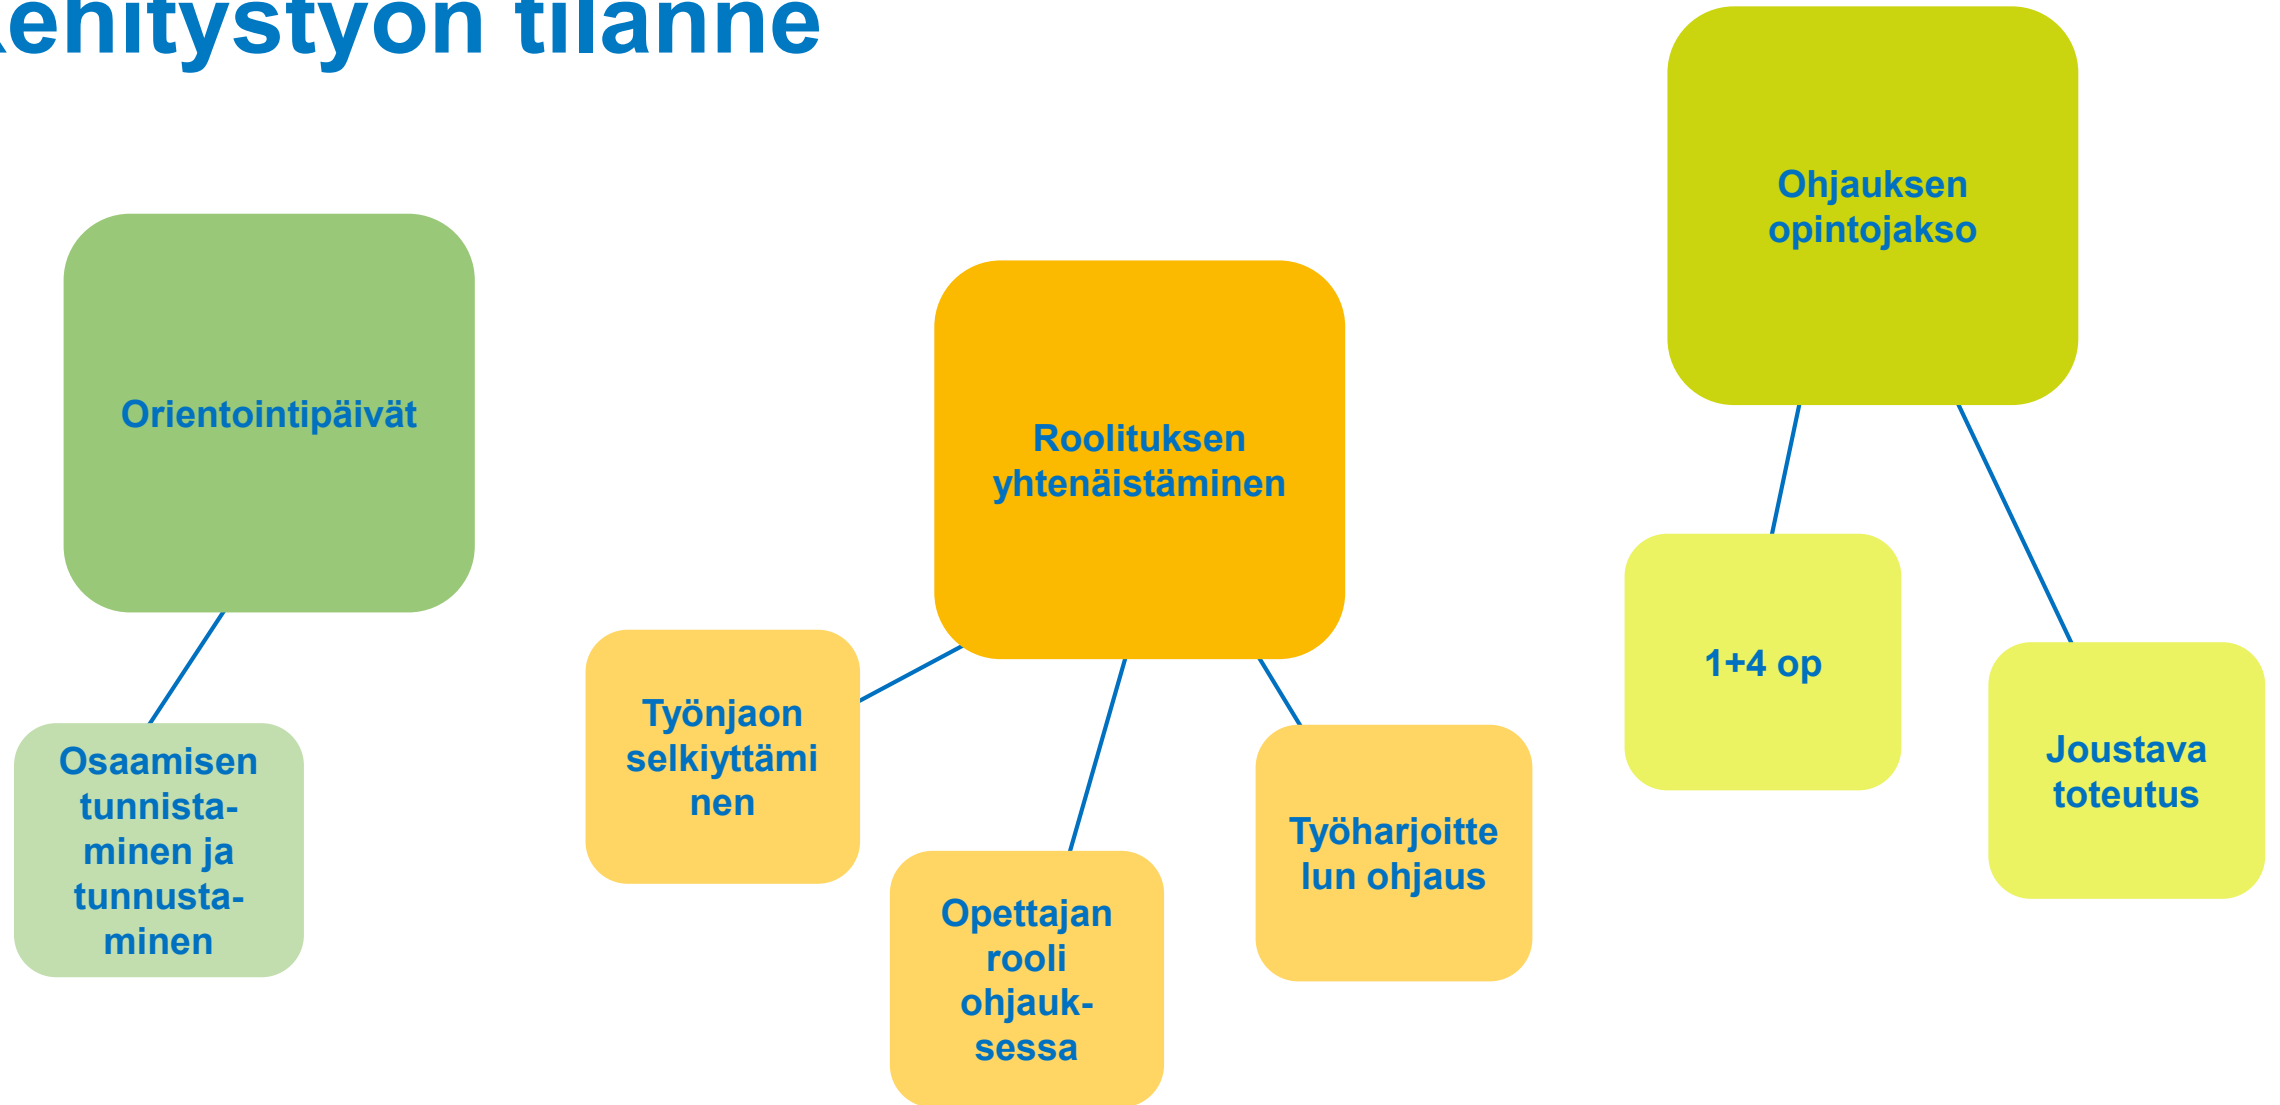 ehitystyön tilanne
Orientointipäivät
Osaamisen
tunnista-
minen ja
tunnusta-
minen
Roolituksen
yhtenäistäminen
Työnjaon
selkiyttämi
nen
Opettajan
rooli
ohjauk-
sessa
Työharjoitte
lun ohjaus
Ohjauksen
opintojakso
1+4 op
Joustava
toteutus